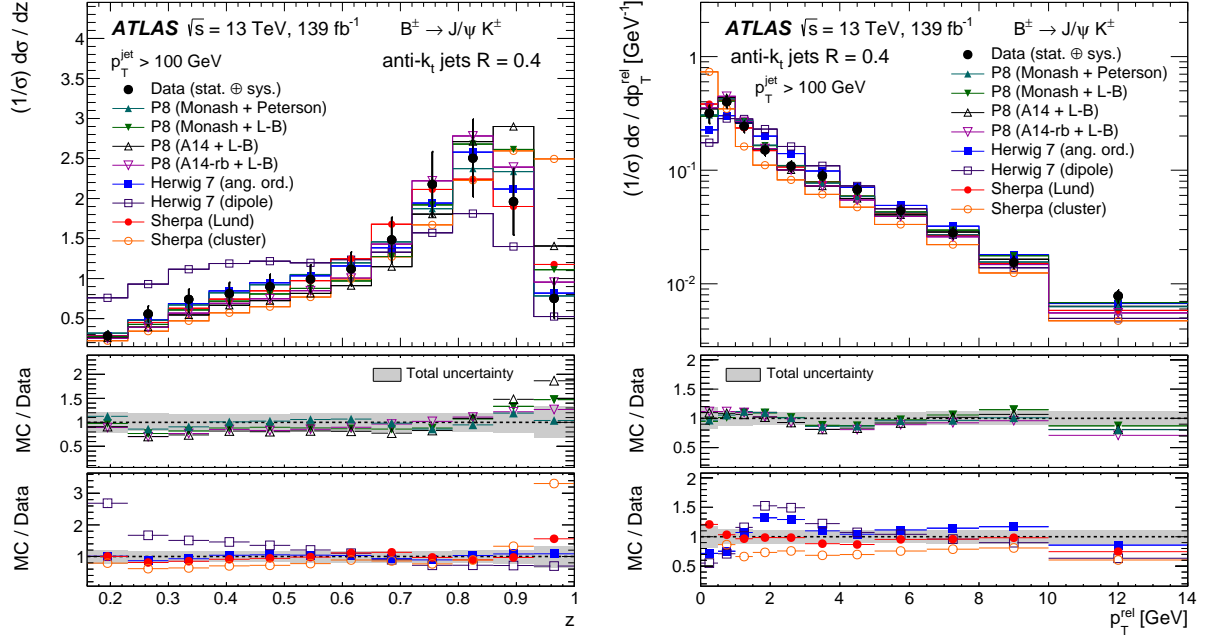 ATLAS √s = 13 TeV, 139 fb⁻¹ B± → J/ψ K±
p_T^jet > 100 GeV
anti-k_t jets R = 0.4
Data (stat. ⊕ sys.)
P8 (Monash + Peterson)
P8 (Monash + L-B)
P8 (A14 + L-B)
P8 (A14-rb + L-B)
Herwig 7 (ang. ord.)
Herwig 7 (dipole)
Sherpa (Lund)
Sherpa (cluster)
(1/σ) dσ / dz
4
3.5
3
2.5
2
1.5
1
0.5
Total uncertainty
MC / Data
2
1.5
1
0.5
MC / Data
3
2
1
0.2 0.3 0.4 0.5 0.6 0.7 0.8 0.9 1
z
ATLAS √s = 13 TeV, 139 fb⁻¹ B± → J/ψ K±
anti-k_t jets R = 0.4
p_T^jet > 100 GeV
Data (stat. ⊕ sys.)
P8 (Monash + Peterson)
P8 (Monash + L-B)
P8 (A14 + L-B)
P8 (A14-rb + L-B)
Herwig 7 (ang. ord.)
Herwig 7 (dipole)
Sherpa (Lund)
Sherpa (cluster)
(1/σ) dσ / dp_T^rel [GeV⁻¹]
1
10⁻¹
10⁻²
Total uncertainty
MC / Data
2
1.5
1
0.5
MC / Data
2
1.5
1
0.5
0 2 4 6 8 10 12 14
p_T^rel [GeV]